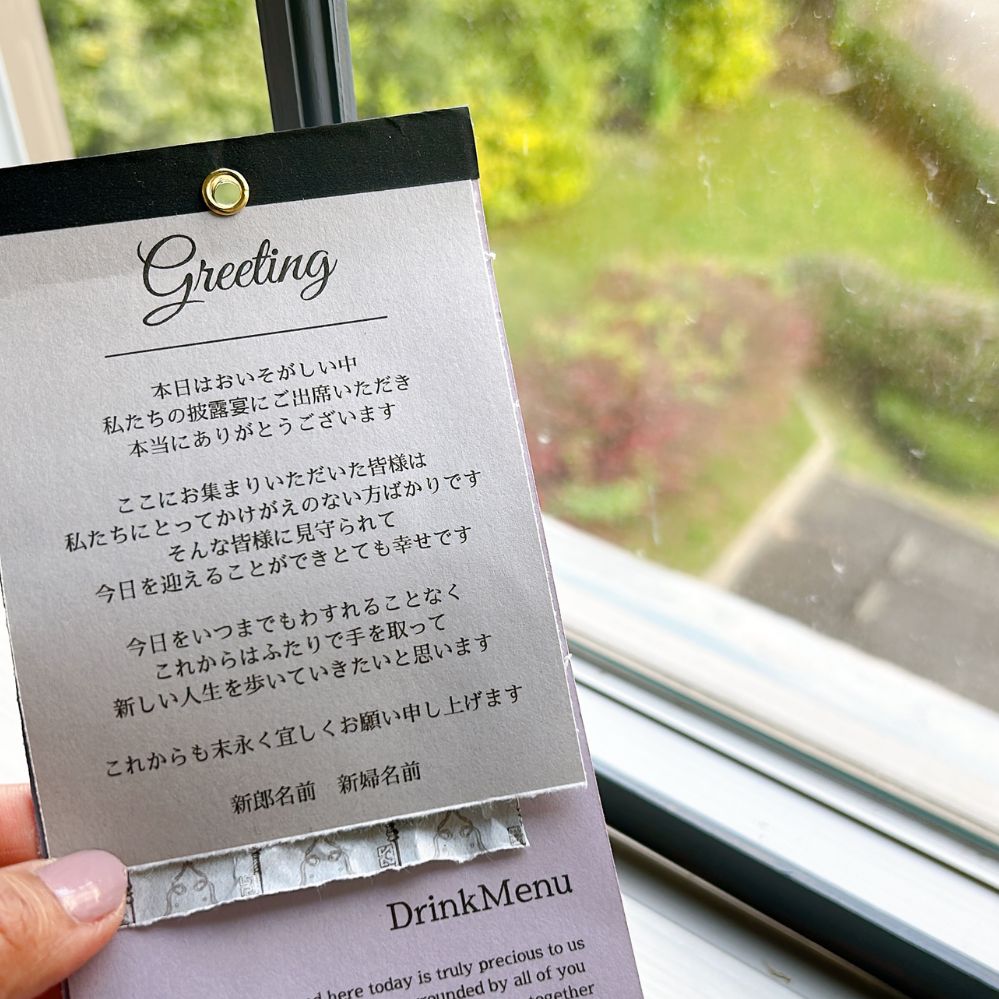 Greeting
本日はおいそがしい中
私たちの披露宴にご出席いただき
本当にありがとうございます
ここにお集まりいただいた皆様は
私たちにとってかけがえのない方ばかりです
そんな皆様に見守られて
今日を迎えることができとても幸せです
今日をいつまでもわすれることなく
これからはふたりで手を取って
新しい人生を歩いていきたいと思います
これからも末永く宜しくお願い申し上げます
新郎名前 新婦名前
DrinkMenu
here today is truly precious to us
by all of you
together